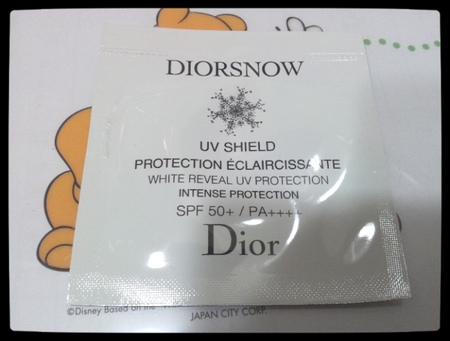 DIORSNOW
UV SHIELD
PROTECTION ÉCLAIRCISSANTE
WHITE REVEAL UV PROTECTION
INTENSE PROTECTION
SPF 50+ / PA++++
Dior
©Disney Based on the
JAPAN CITY CORP.